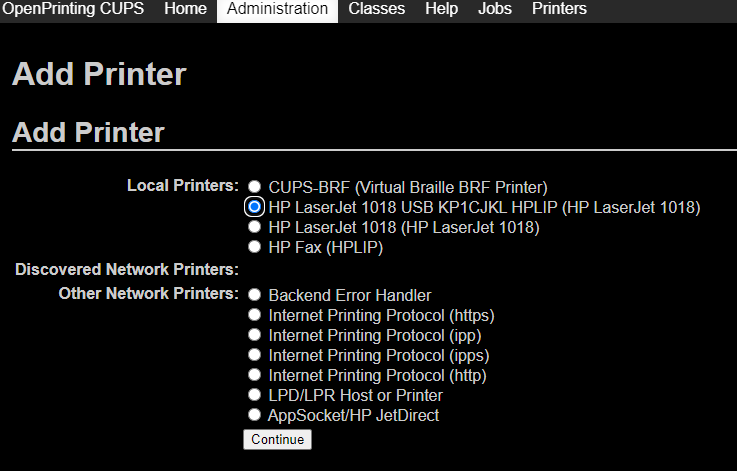 OpenPrinting CUPS Home Administration Classes Help Jobs Printers
Add Printer
Add Printer
Local Printers: CUPS-BRF (Virtual Braille BRF Printer)
HP LaserJet 1018 USB KP1CJKL HPLIP (HP LaserJet 1018)
HP LaserJet 1018 (HP LaserJet 1018)
HP Fax (HPLIP)
Discovered Network Printers:
Other Network Printers: Backend Error Handler
Internet Printing Protocol (https)
Internet Printing Protocol (ipp)
Internet Printing Protocol (ipps)
Internet Printing Protocol (http)
LPD/LPR Host or Printer
AppSocket/HP JetDirect
Continue